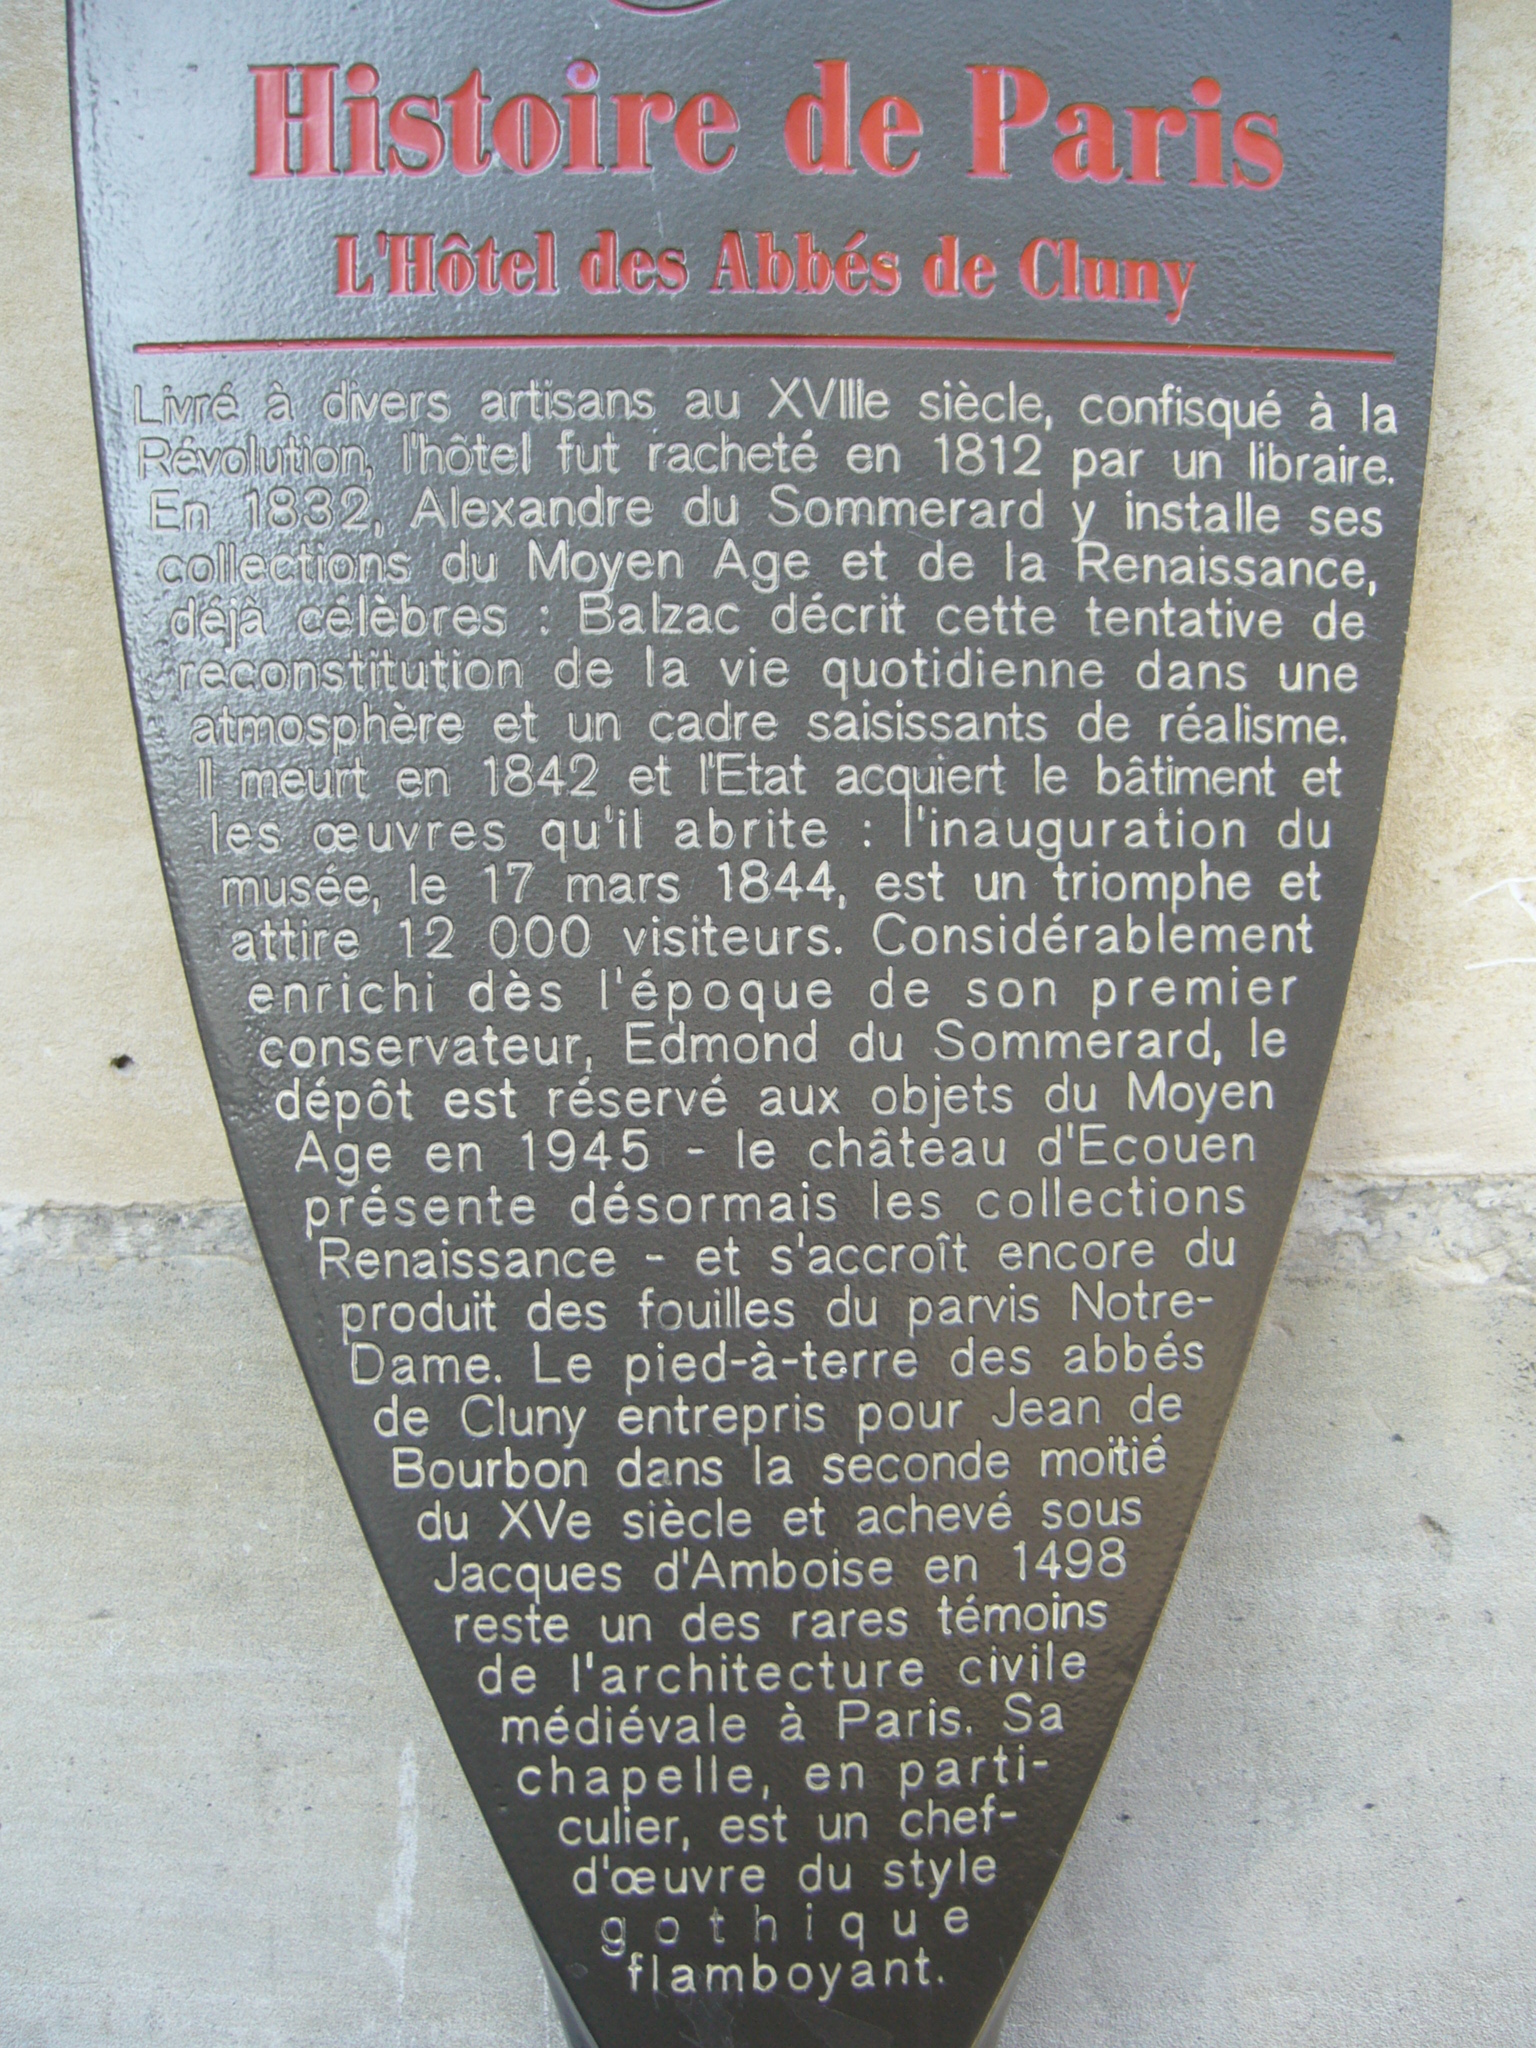 Histoire de Paris
L'Hôtel des Abbés de Cluny
Livré à divers artisans au XVIIIe siècle, confisqué à la
Révolution, l'hôtel fut racheté en 1812 par un libraire.
En 1832, Alexandre du Sommerard y installe ses
collections du Moyen Age et de la Renaissance,
déjà célèbres : Balzac décrit cette tentative de
reconstitution de la vie quotidienne dans une
atmosphère et un cadre saisissants de réalisme.
Il meurt en 1842 et l'Etat acquiert le bâtiment et
les œuvres qu'il abrite : l'inauguration du
musée, le 17 mars 1844, est un triomphe et
attire 12 000 visiteurs. Considérablement
enrichi dès l'époque de son premier
conservateur, Edmond du Sommerard, le
dépôt est réservé aux objets du Moyen
Age en 1945 - le château d'Ecouen
présente désormais les collections
Renaissance - et s'accroît encore du
produit des fouilles du parvis Notre-
Dame. Le pied-à-terre des abbés
de Cluny entrepris pour Jean de
Bourbon dans la seconde moitié
du XVe siècle et achevé sous
Jacques d'Amboise en 1498
reste un des rares témoins
de l'architecture civile
médiévale à Paris. Sa
chapelle, en parti-
culier, est un chef-
d'œuvre du style
gothique
flamboyant.